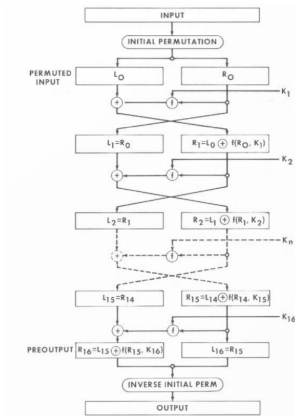 INPUT
INITIAL PERMUTATION
PERMUTED INPUT
L₀
R₀
K₁
+
f
L₁=R₀
R₁=L₀ ⊕ f(R₀, K₁)
K₂
+
f
L₂=R₁
R₂=L₁ ⊕ f(R₁, K₂)
Kₙ
+
f
L₁₅=R₁₄
R₁₅=L₁₄⊕f(R₁₄, K₁₅)
K₁₆
+
f
PREOUTPUT
R₁₆=L₁₅⊕f(R₁₅, K₁₆)
L₁₆=R₁₅
INVERSE INITIAL PERM
OUTPUT